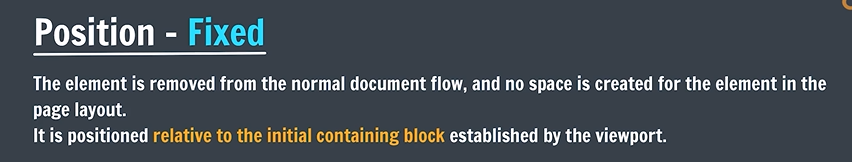 Position - Fixed
The element is removed from the normal document flow, and no space is created for the element in the
page layout.
It is positioned relative to the initial containing block established by the viewport.